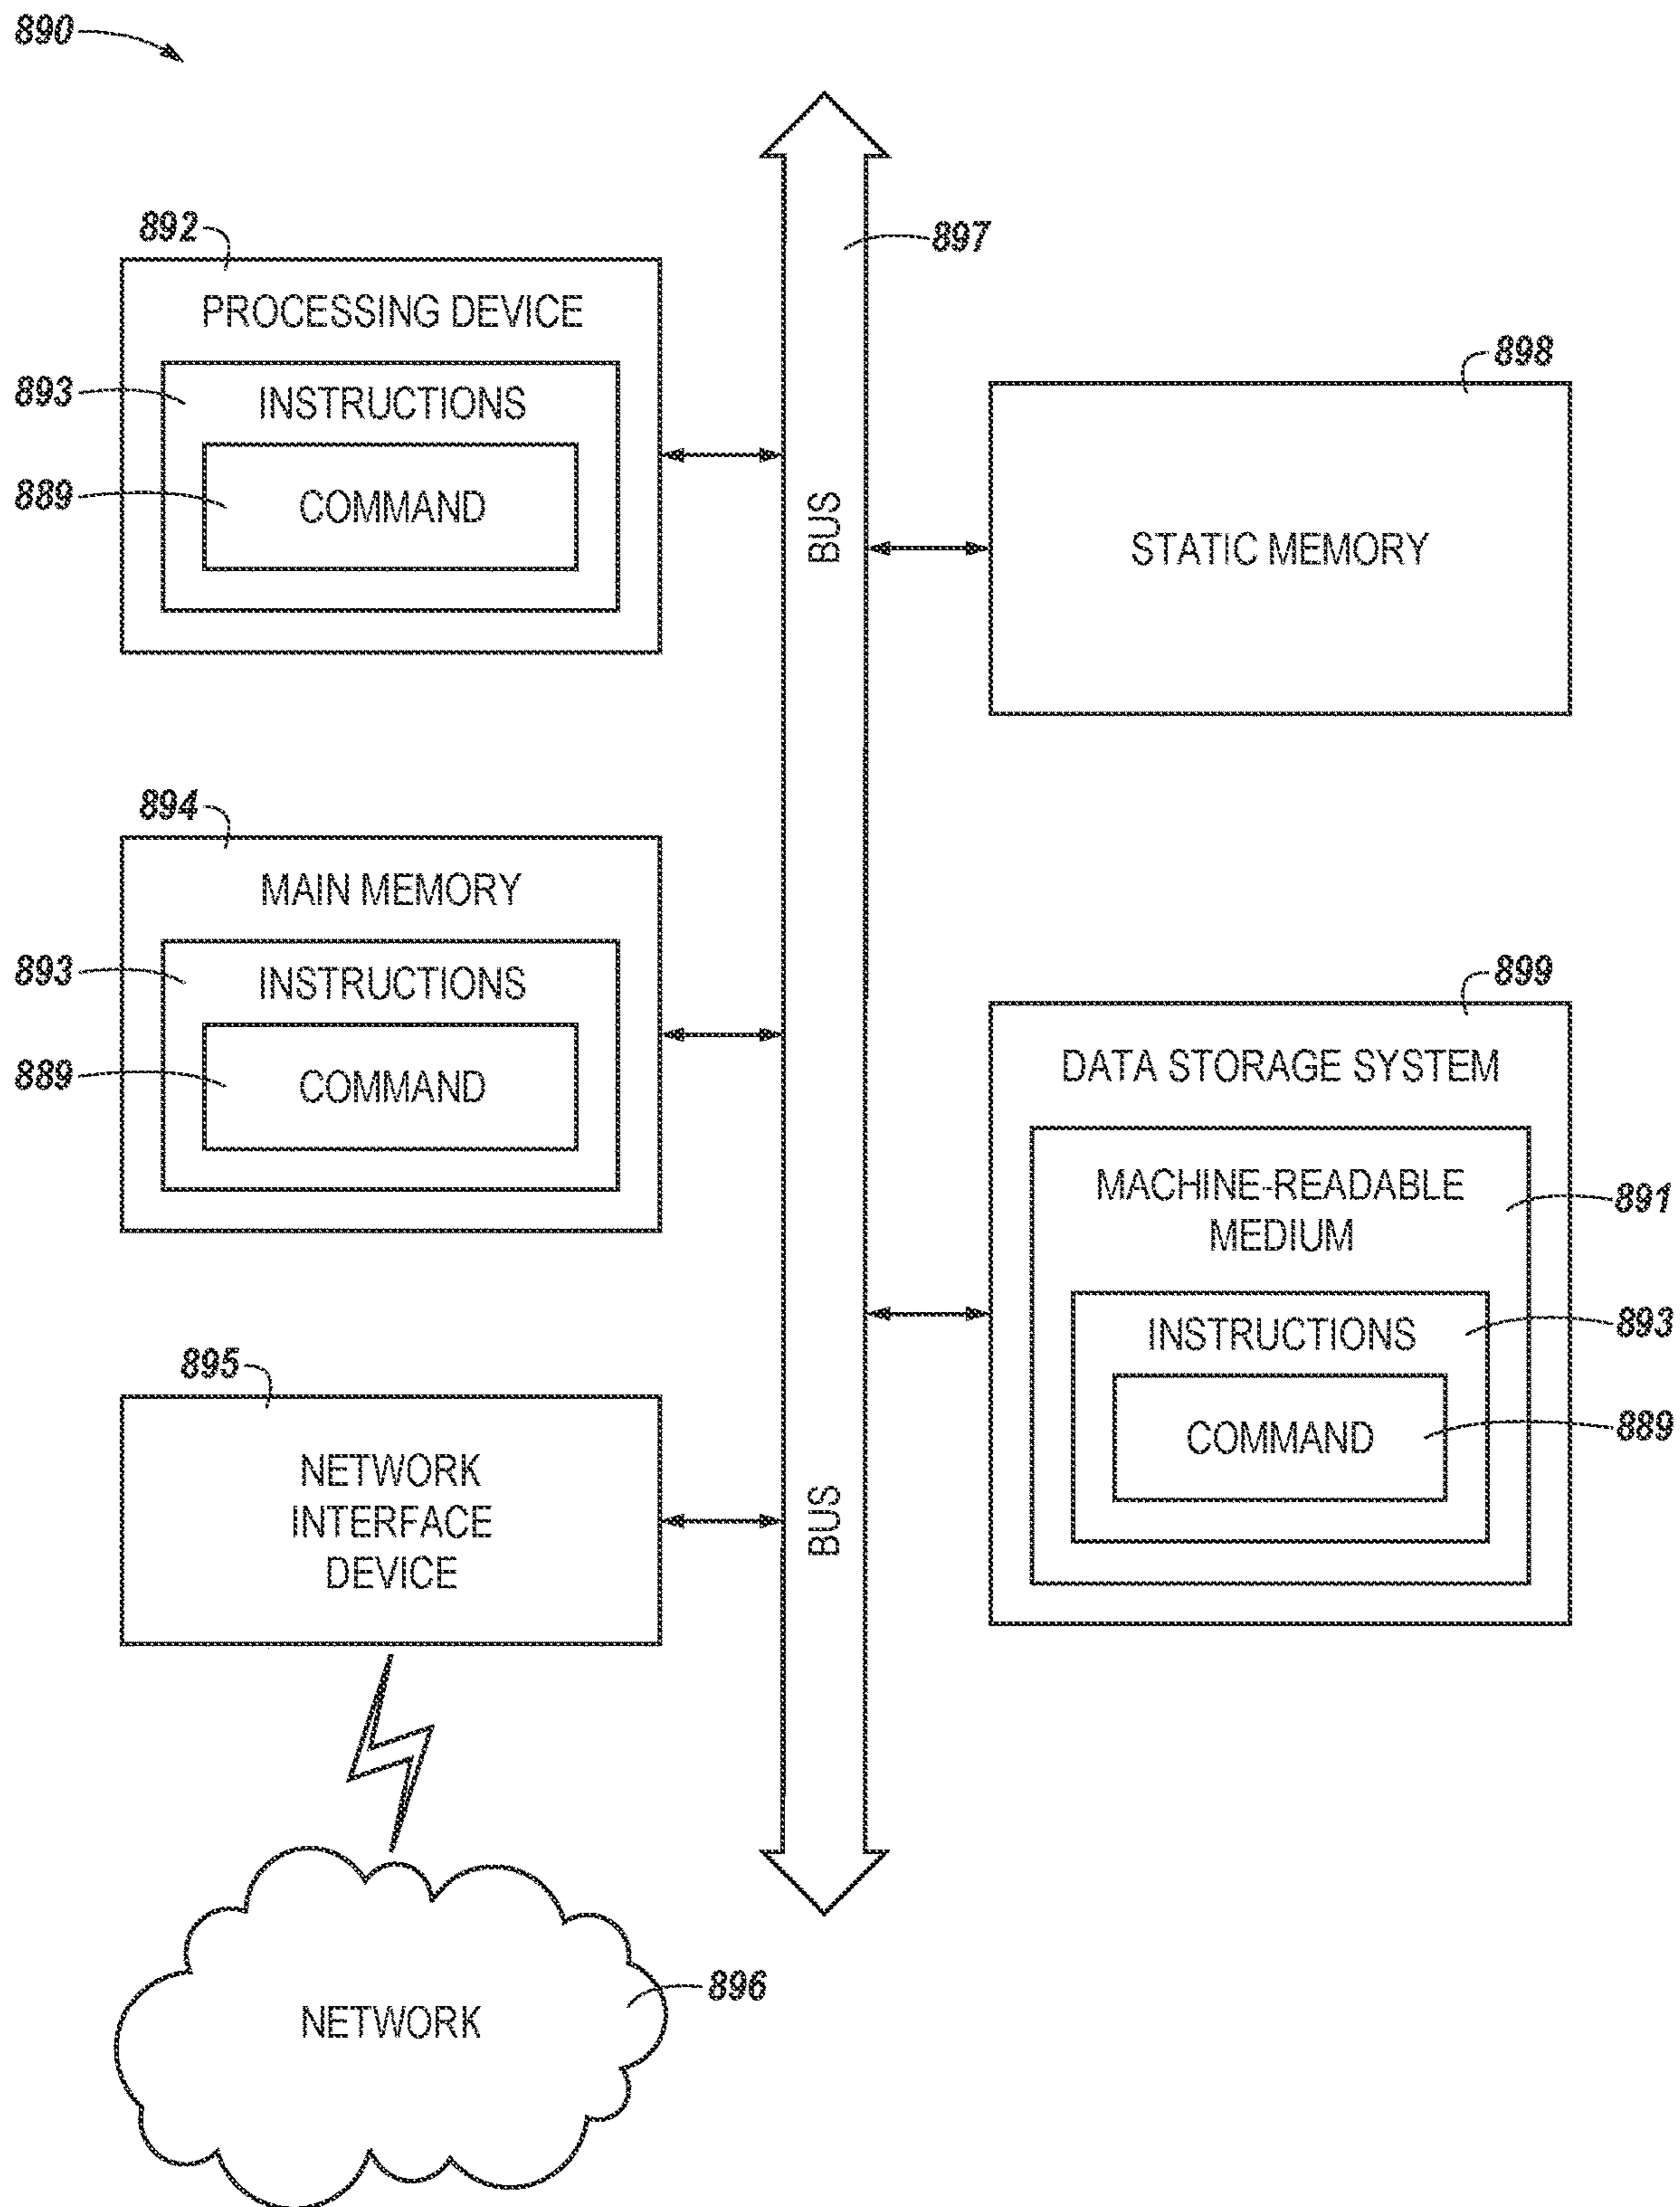 890
892
PROCESSING DEVICE
893
INSTRUCTIONS
889
COMMAND
894
MAIN MEMORY
893
INSTRUCTIONS
889
COMMAND
895
NETWORK
INTERFACE
DEVICE
NETWORK
896
897
BUS
BUS
898
STATIC MEMORY
899
DATA STORAGE SYSTEM
MACHINE-READABLE
MEDIUM
891
INSTRUCTIONS
893
COMMAND
889